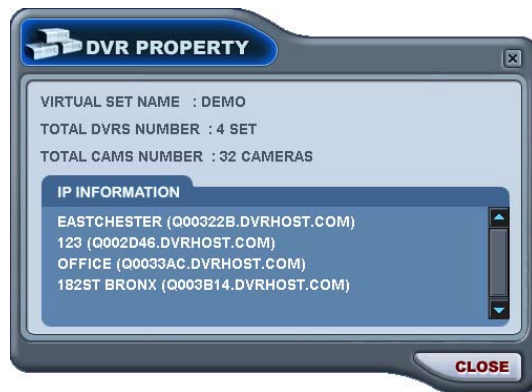 DVR PROPERTY
VIRTUAL SET NAME : DEMO
TOTAL DVRS NUMBER : 4 SET
TOTAL CAMS NUMBER : 32 CAMERAS
IP INFORMATION
EASTCHESTER (Q00322B.DVRHOST.COM)
123 (Q002D46.DVRHOST.COM)
OFFICE (Q0033AC.DVRHOST.COM)
182ST BRONX (Q003B14.DVRHOST.COM)
CLOSE